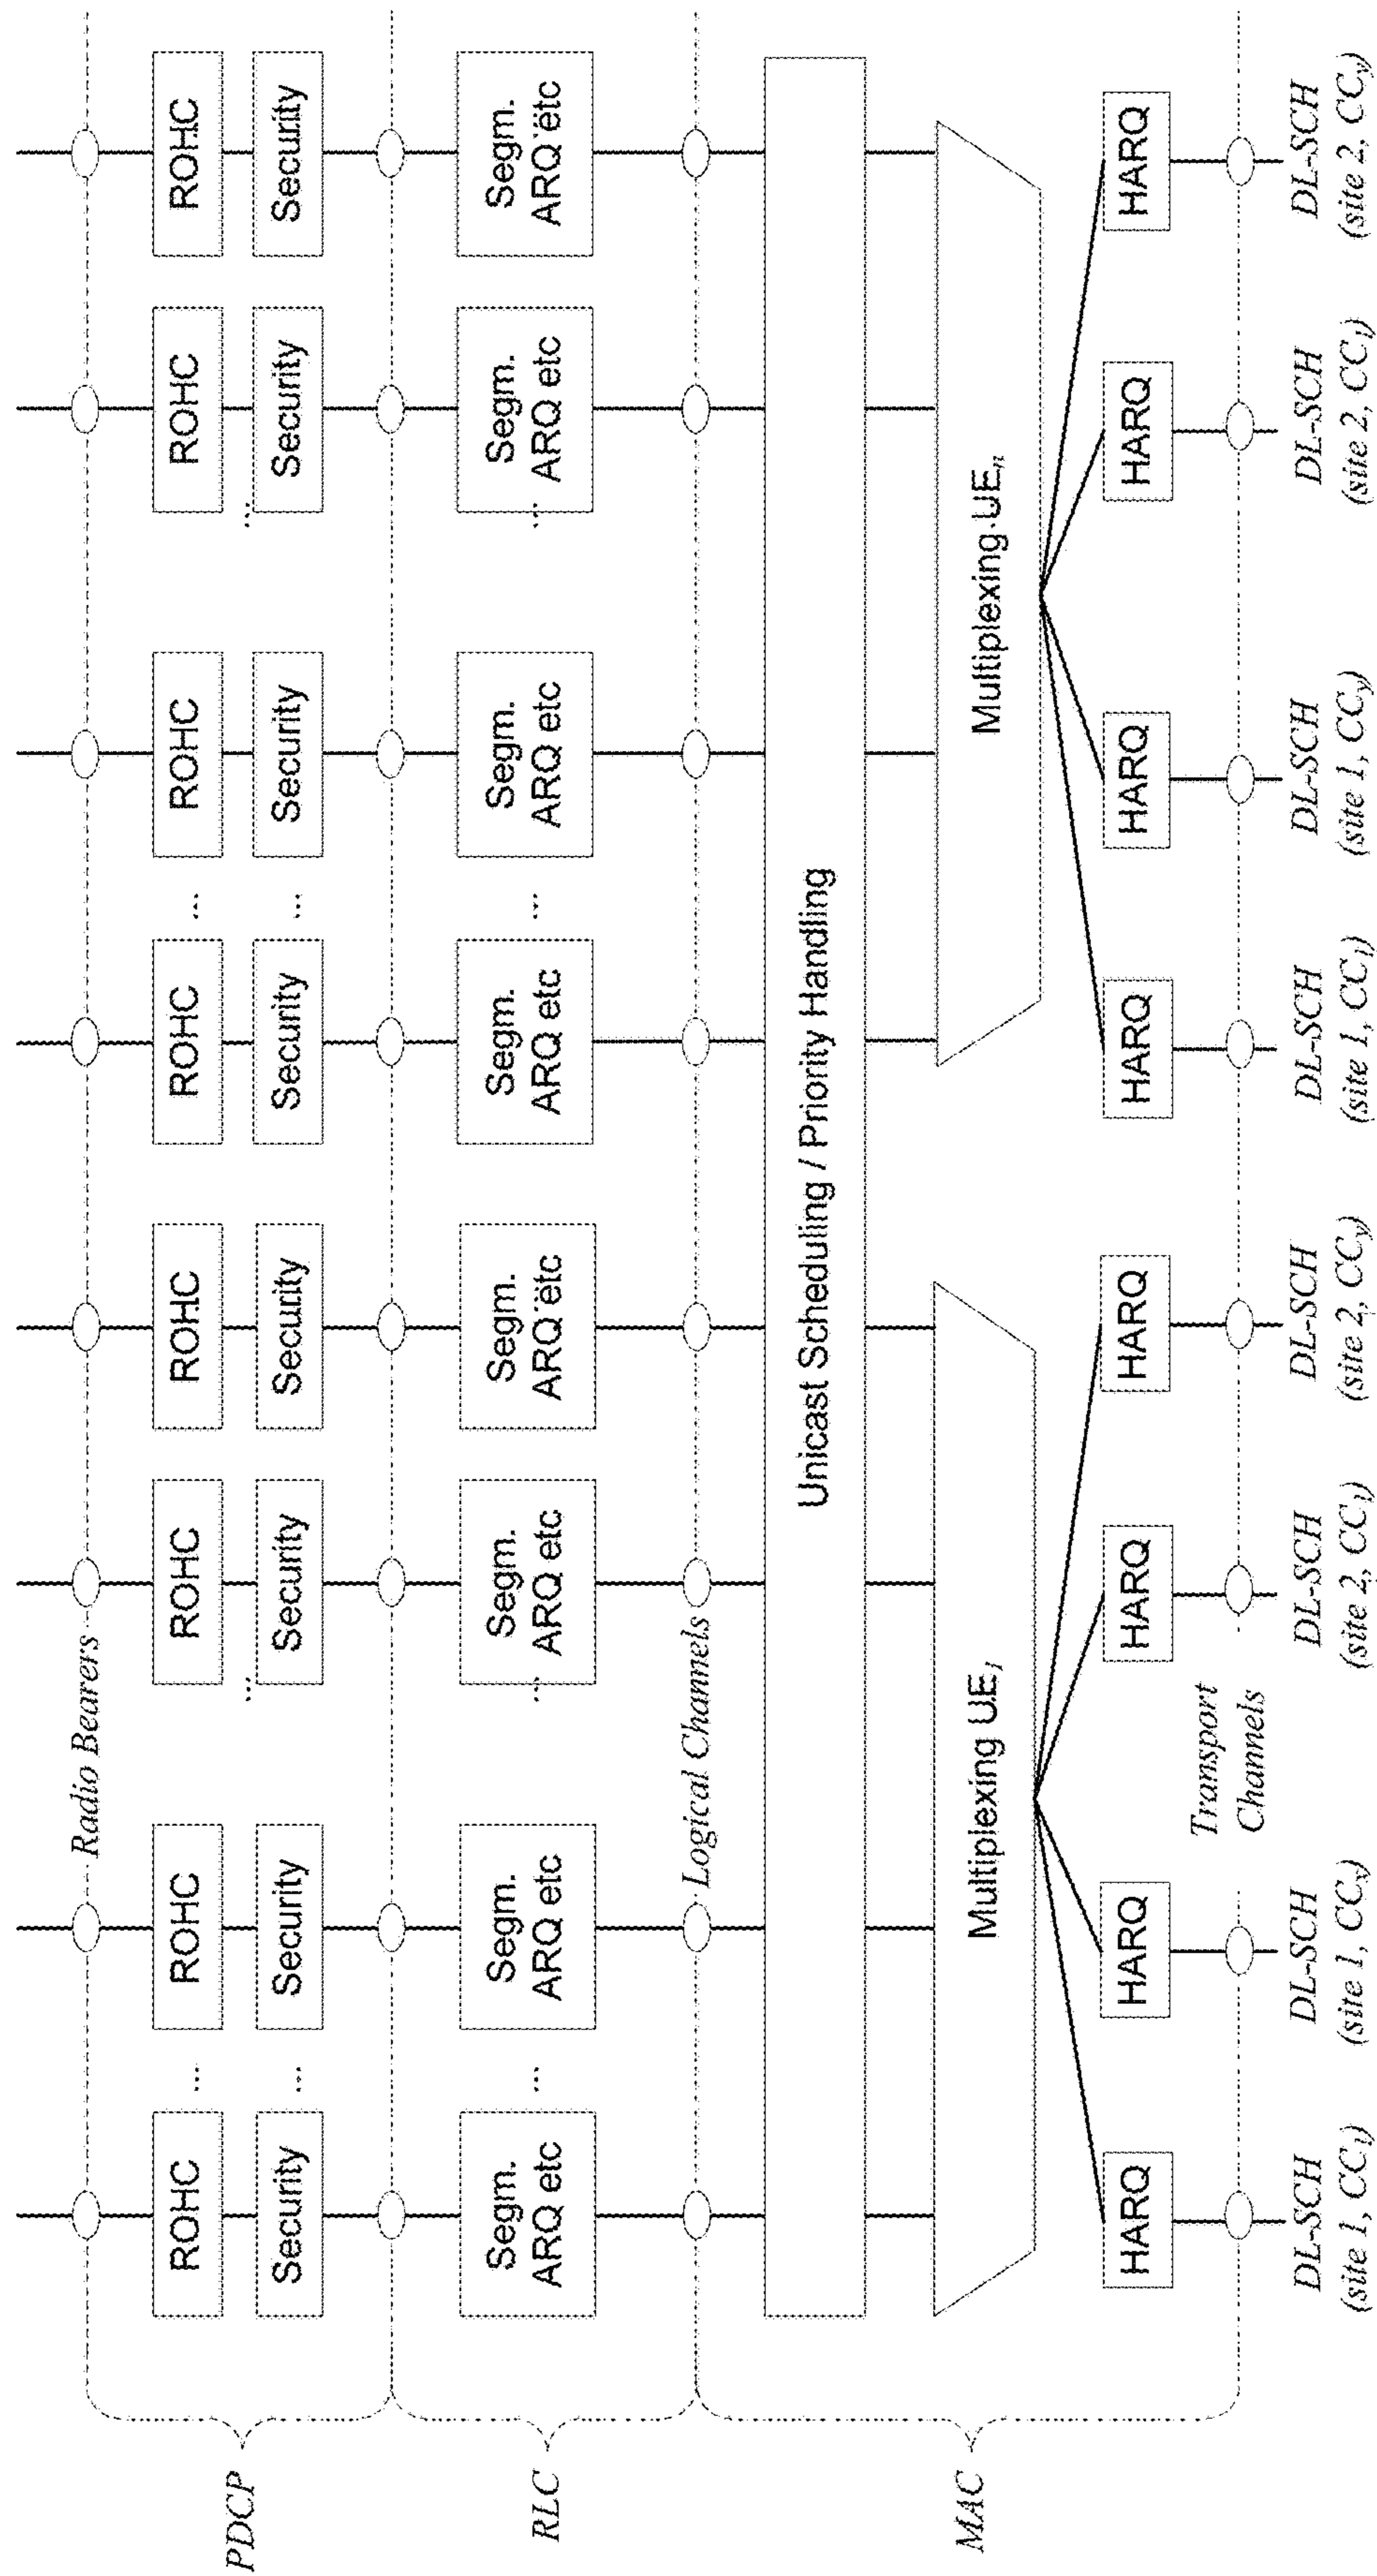 Radio Bearers
PDCP
ROHC
...
ROHC
ROHC
ROHC
ROHC
...
ROHC
ROHC
ROHC
...
...
Security
...
Security
Security
Security
Security
...
Security
Security
Security
RLC
Segm.
ARQ etc
...
Segm.
ARQ etc
...
Segm.
ARQ etc
Segm.
ARQ etc
Segm.
ARQ etc
...
Segm.
ARQ etc
...
Segm.
ARQ etc
Segm.
ARQ etc
Logical Channels
Unicast Scheduling / Priority Handling
MAC
Multiplexing UE₁
Multiplexing UEₙ
HARQ
HARQ
HARQ
HARQ
HARQ
HARQ
HARQ
HARQ
Transport
Channels
DL-SCH
(site 1, CC₁)
DL-SCH
(site 1, CCₓ)
DL-SCH
(site 2, CC₁)
DL-SCH
(site 2, CCy)
DL-SCH
(site 1, CC₁)
DL-SCH
(site 1, CCy)
DL-SCH
(site 2, CC₁)
DL-SCH
(site 2, CCy)